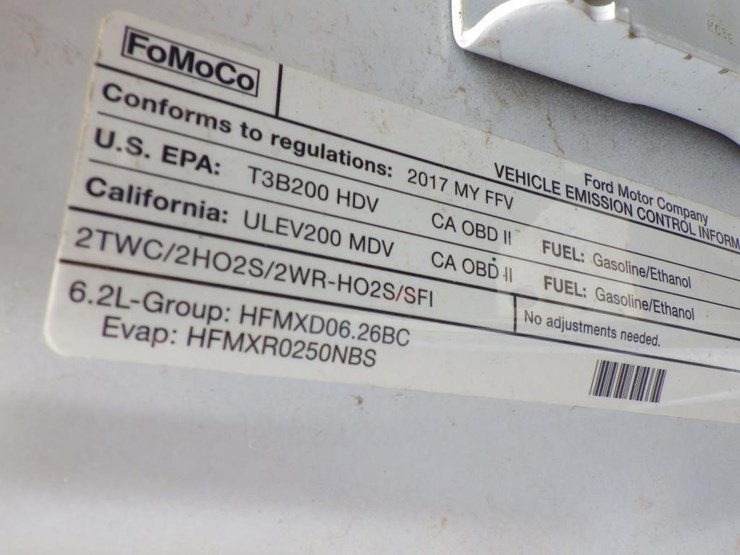 FoMoCo
Ford Motor Company
VEHICLE EMISSION CONTROL INFORM
Conforms to regulations: 2017 MY FFV
U.S. EPA: T3B200 HDV CA OBD II FUEL: Gasoline/Ethanol
California: ULEV200 MDV CA OBD II FUEL: Gasoline/Ethanol
2TWC/2HO2S/2WR-HO2S/SFI No adjustments needed.
6.2L-Group: HFMXD06.26BC
Evap: HFMXR0250NBS